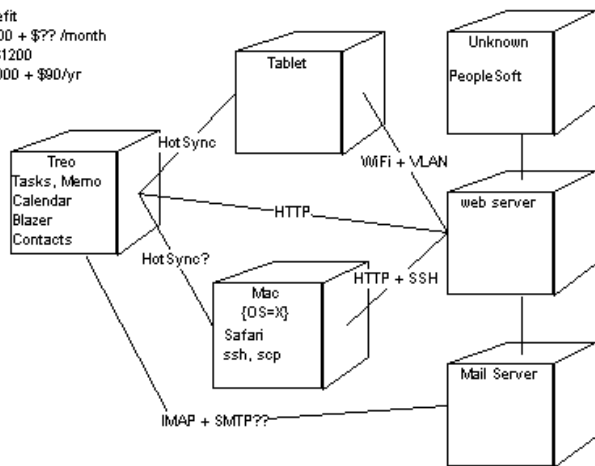 efit
00 + $?? /month
$1200
000 + $90/yr
Tablet
Unknown
PeopleSoft
HotSync
Treo
Tasks, Memo
Calendar
Blazer
Contacts
WiFi + VLAN
HTTP
web server
HotSync?
HTTP + SSH
Mac
{OS=X}
Safari
ssh, scp
Mail Server
IMAP + SMTP??